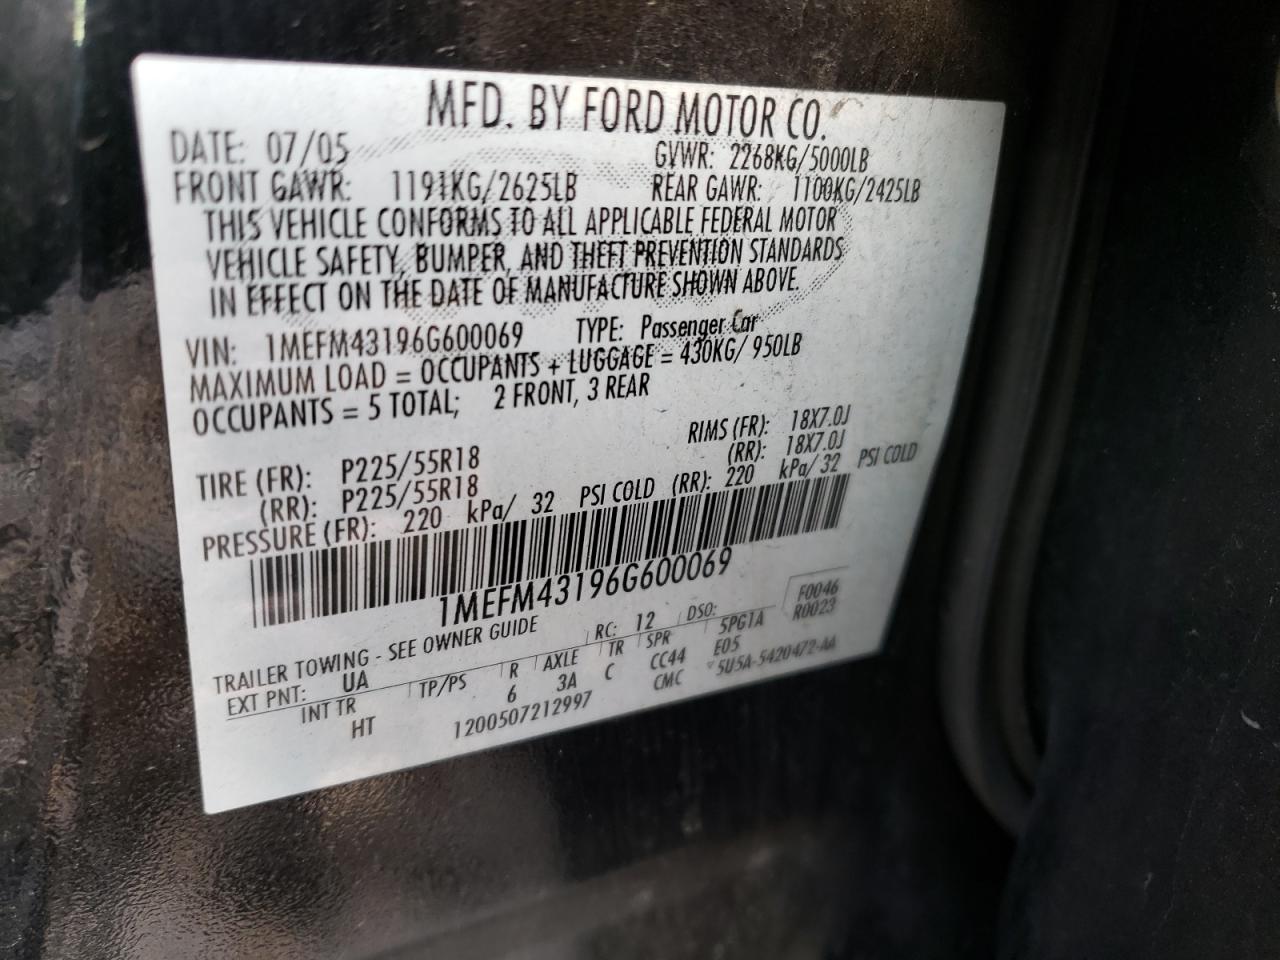 MFD. BY FORD MOTOR CO.
DATE: 07/05 GVWR: 2268KG/5000LB
FRONT GAWR: 1191KG/2625LB REAR GAWR: 1100KG/2425LB
THIS VEHICLE CONFORMS TO ALL APPLICABLE FEDERAL MOTOR
VEHICLE SAFETY, BUMPER, AND THEFT PREVENTION STANDARDS
IN EFFECT ON THE DATE OF MANUFACTURE SHOWN ABOVE.
VIN: 1MEFM43196G600069 TYPE: Passenger Car
MAXIMUM LOAD = OCCUPANTS + LUGGAGE = 430KG/ 950LB
OCCUPANTS = 5 TOTAL; 2 FRONT, 3 REAR
RIMS (FR): 18X7.0J
TIRE (FR): P225/55R18 (RR): 18X7.0J
(RR): P225/55R18
PRESSURE (FR): 220 kPa/ 32 PSI COLD (RR): 220 kPa/ 32 PSI COLD
1MEFM43196G600069
TRAILER TOWING - SEE OWNER GUIDE RC: 12 DSO: F0046
R0023
EXT PNT: UA TP/PS R AXLE TR SPR 5PG1A
INT TR 6 3A C CC44 E05
HT 1200507212997 CMC 5U5A-5420472-AA